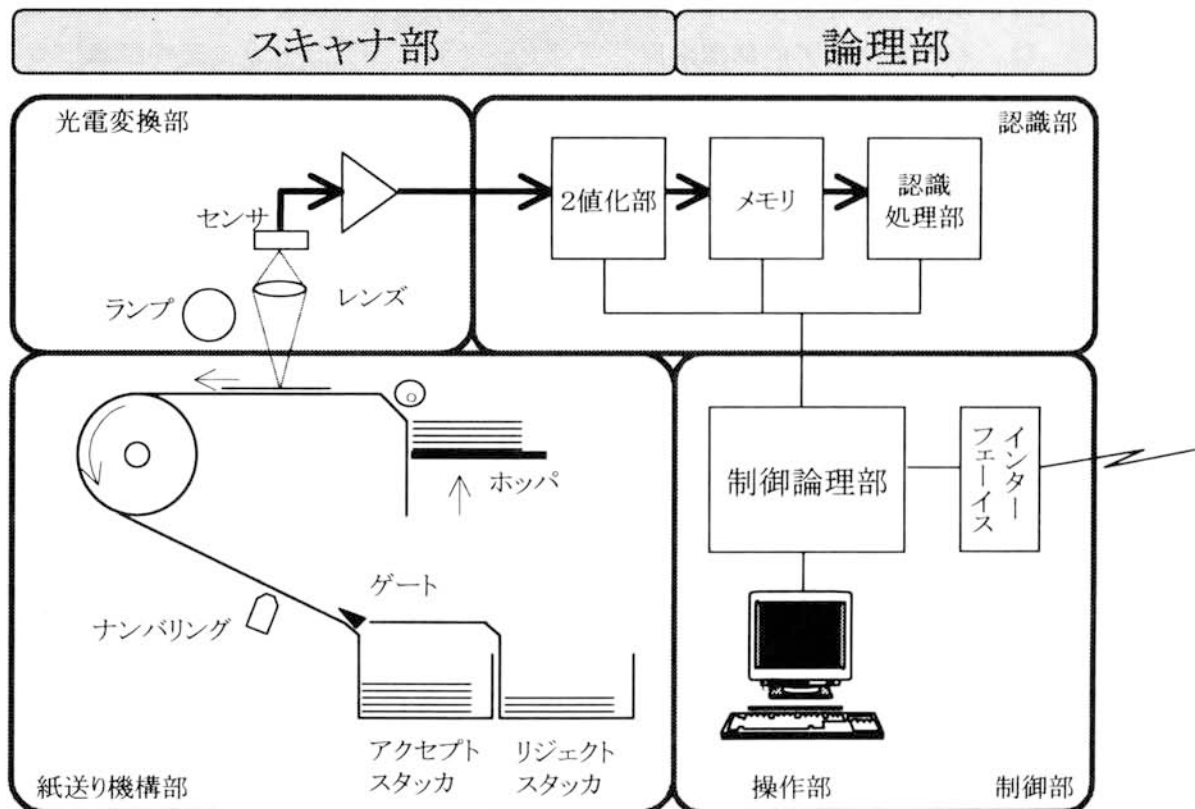 スキャナ部
論理部
光電変換部
認識部
センサ
ランプ
レンズ
2値化部
メモリ
認識
処理部
ホッパ
ゲート
ナンバリング
アクセプト
スタッカ
リジェクト
スタッカ
紙送り機構部
制御論理部
インター
フェーイス
操作部
制御部